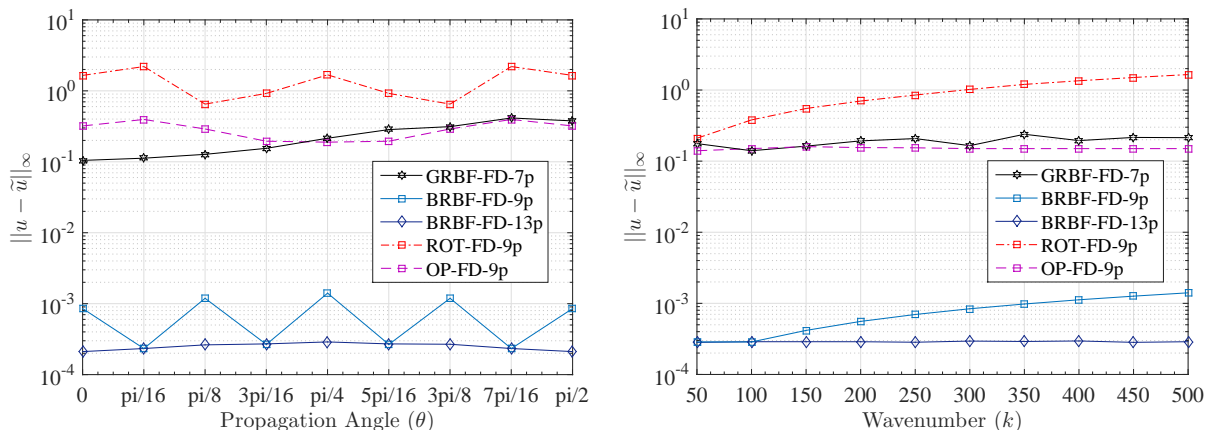 ||u − ũ||∞
10^1
10^0
10^-1
10^-2
10^-3
10^-4
GRBF-FD-7p
BRBF-FD-9p
BRBF-FD-13p
ROT-FD-9p
OP-FD-9p
0 pi/16 pi/8 3pi/16 pi/4 5pi/16 3pi/8 7pi/16 pi/2
Propagation Angle (θ)
||u − ũ||∞
10^1
10^0
10^-1
10^-2
10^-3
10^-4
GRBF-FD-7p
BRBF-FD-9p
BRBF-FD-13p
ROT-FD-9p
OP-FD-9p
50 100 150 200 250 300 350 400 450 500
Wavenumber (k)